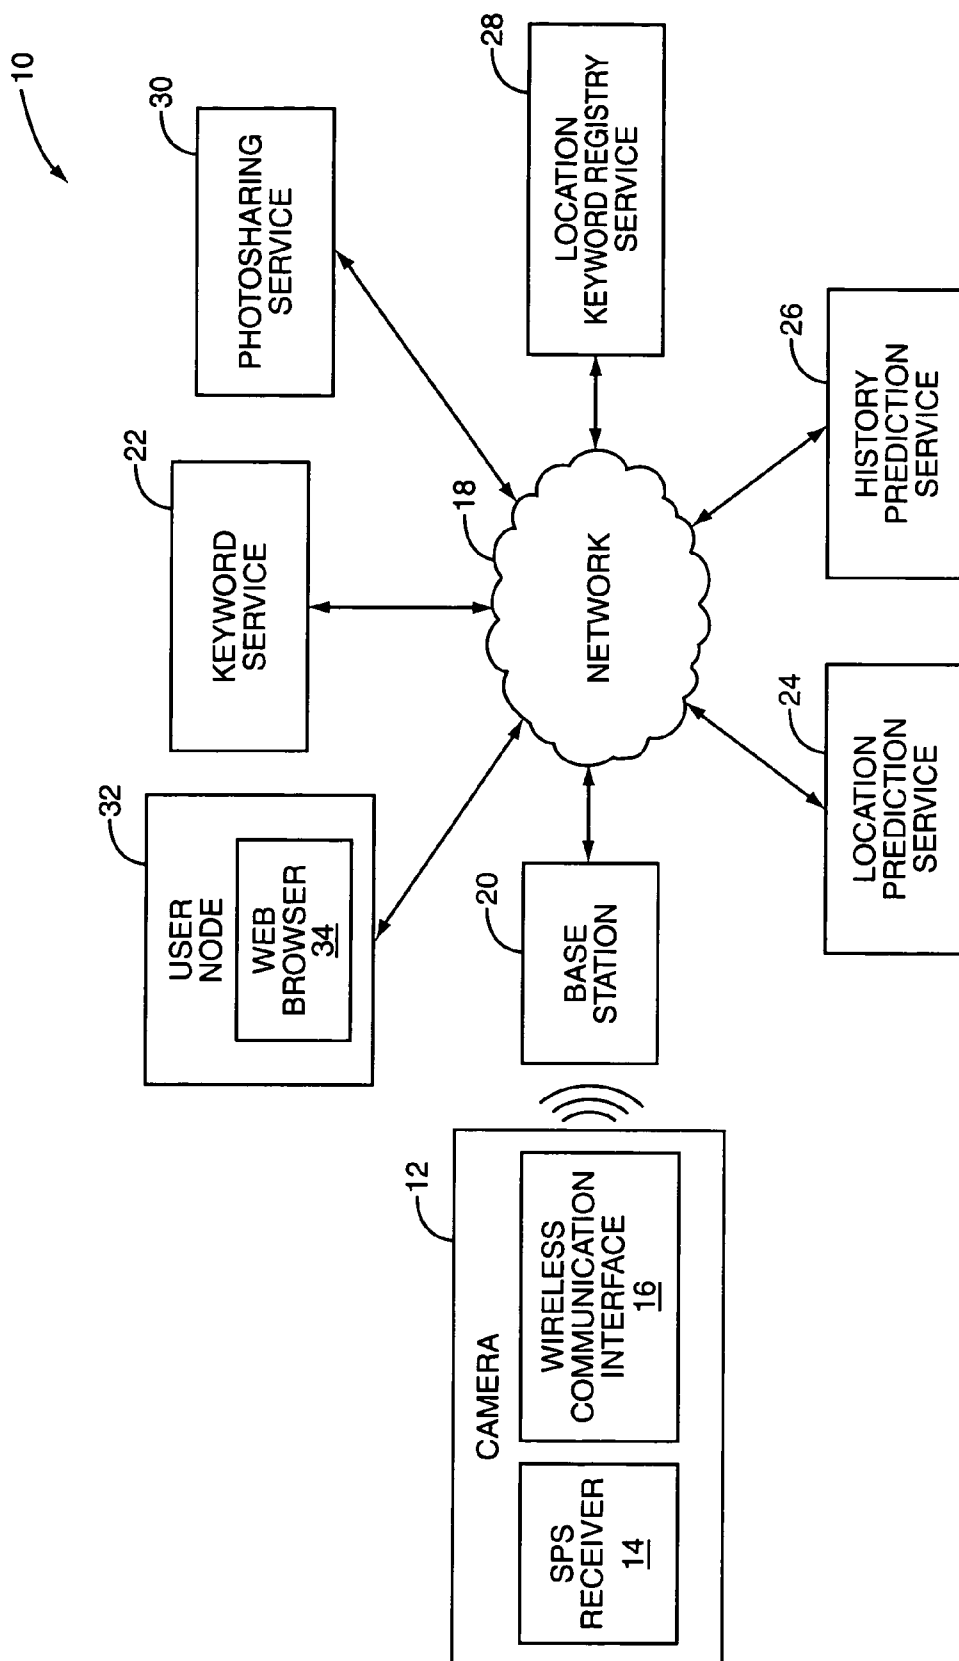 10
30
PHOTOSHARING
SERVICE
28
LOCATION
KEYWORD REGISTRY
SERVICE
22
KEYWORD
SERVICE
18
NETWORK
26
HISTORY
PREDICTION
SERVICE
32
USER
NODE
WEB
BROWSER
34
20
BASE
STATION
24
LOCATION
PREDICTION
SERVICE
12
CAMERA
WIRELESS
COMMUNICATION
INTERFACE
16
SPS
RECEIVER
14